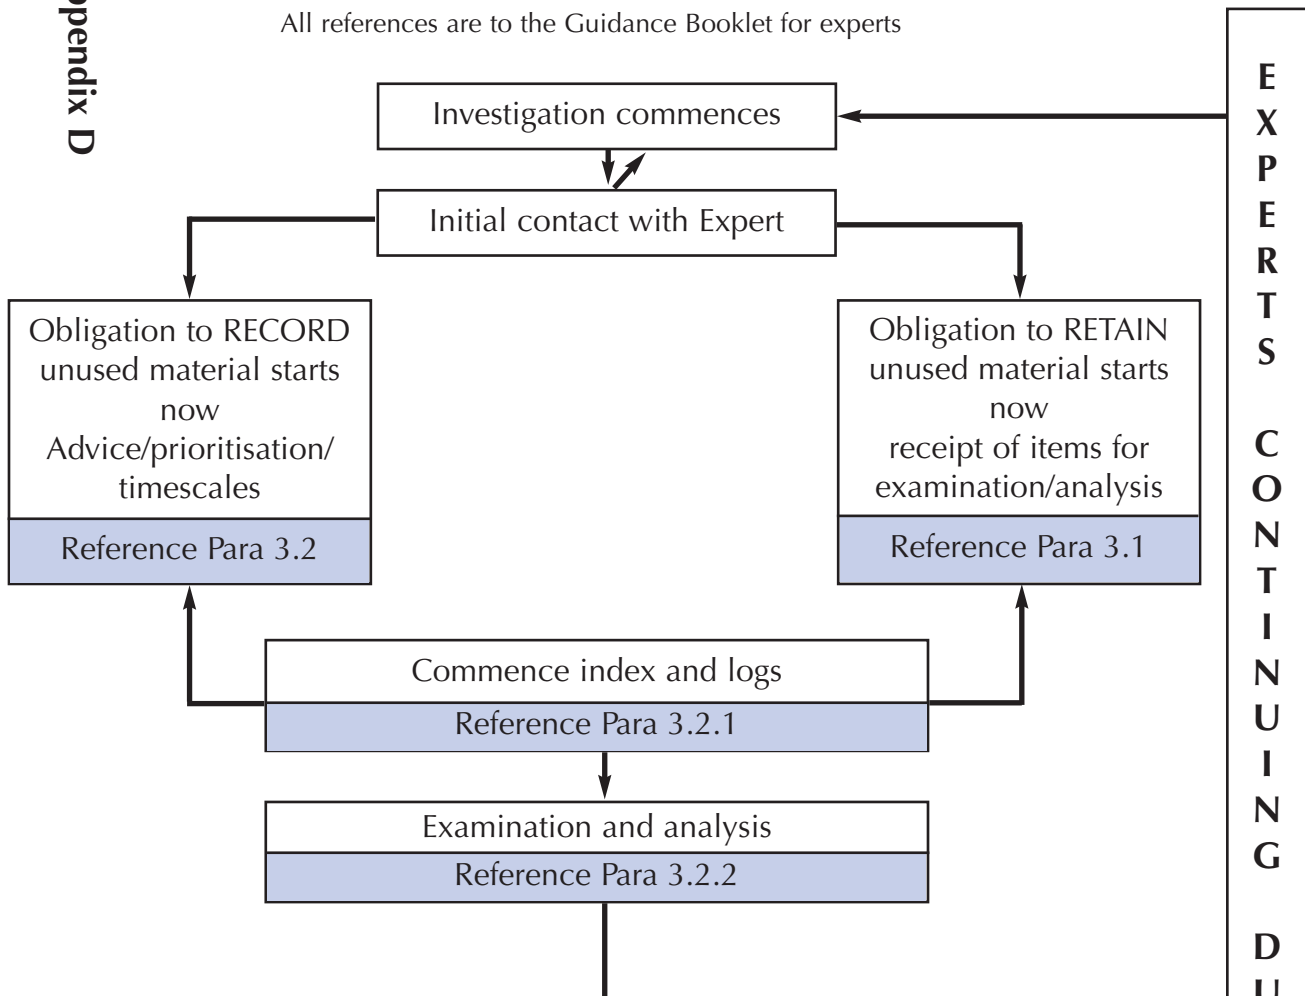 ppendix D
All references are to the Guidance Booklet for experts
Investigation commences
Initial contact with Expert
Obligation to RECORD
unused material starts
now
Advice/prioritisation/
timescales
Reference Para 3.2
Obligation to RETAIN
unused material starts
now
receipt of items for
examination/analysis
Reference Para 3.1
Commence index and logs
Reference Para 3.2.1
Examination and analysis
Reference Para 3.2.2
EXPERTS CONTINUING DU